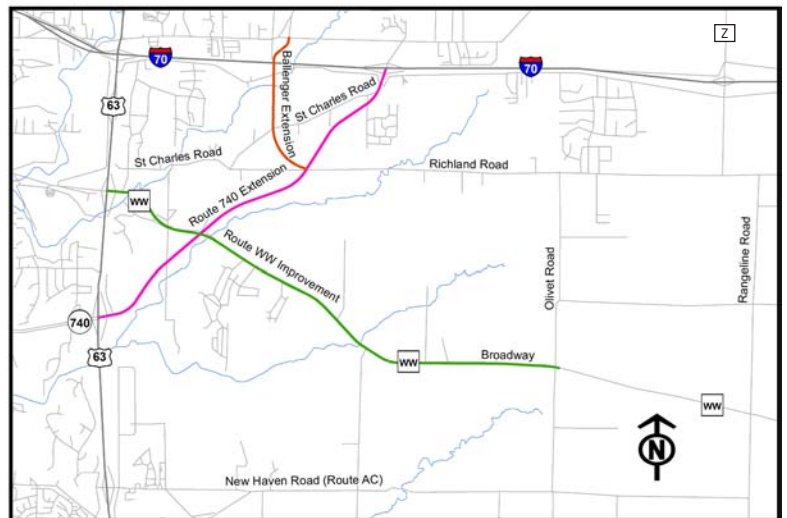 Z
70
70
63
Ballenger Extension
St Charles Road
St Charles Road
Richland Road
WW
Route 740 Extension
Route WW Improvement
Olivet Road
Rangeline Road
740
63
WW
Broadway
WW
N
New Haven Road (Route AC)